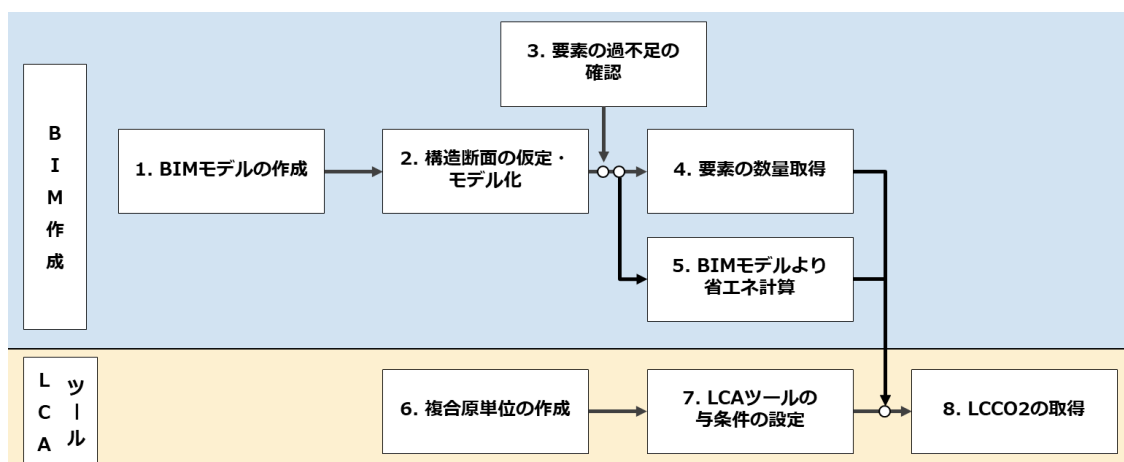 BIM作成
1. BIMモデルの作成
2. 構造断面の仮定・
モデル化
3. 要素の過不足の
確認
4. 要素の数量取得
5. BIMモデルより
省エネ計算
LCA
ツール
6. 複合原単位の作成
7. LCAツールの
与条件の設定
8. LCCO2の取得